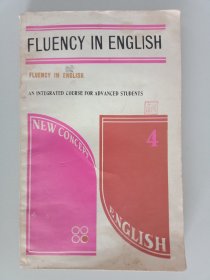 FLUENCY IN ENGLISH
FLUENCY IN ENGLISH
AN INTEGRATED COURSE FOR ADVANCED STUDENTS
NEW CONCEPT
4
ENGLISH